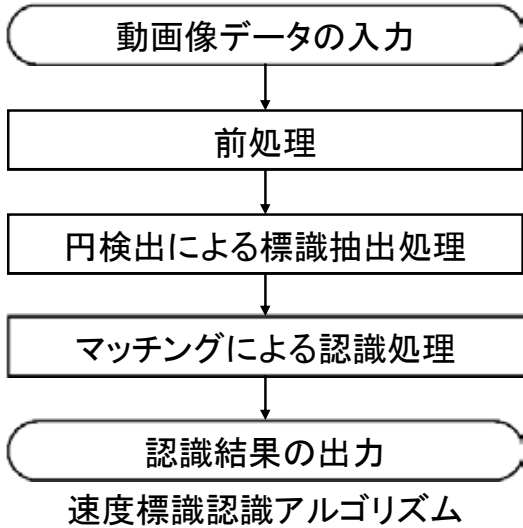 動画像データの入力
前処理
円検出による標識抽出処理
マッチングによる認識処理
認識結果の出力
速度標識認識アルゴリズム